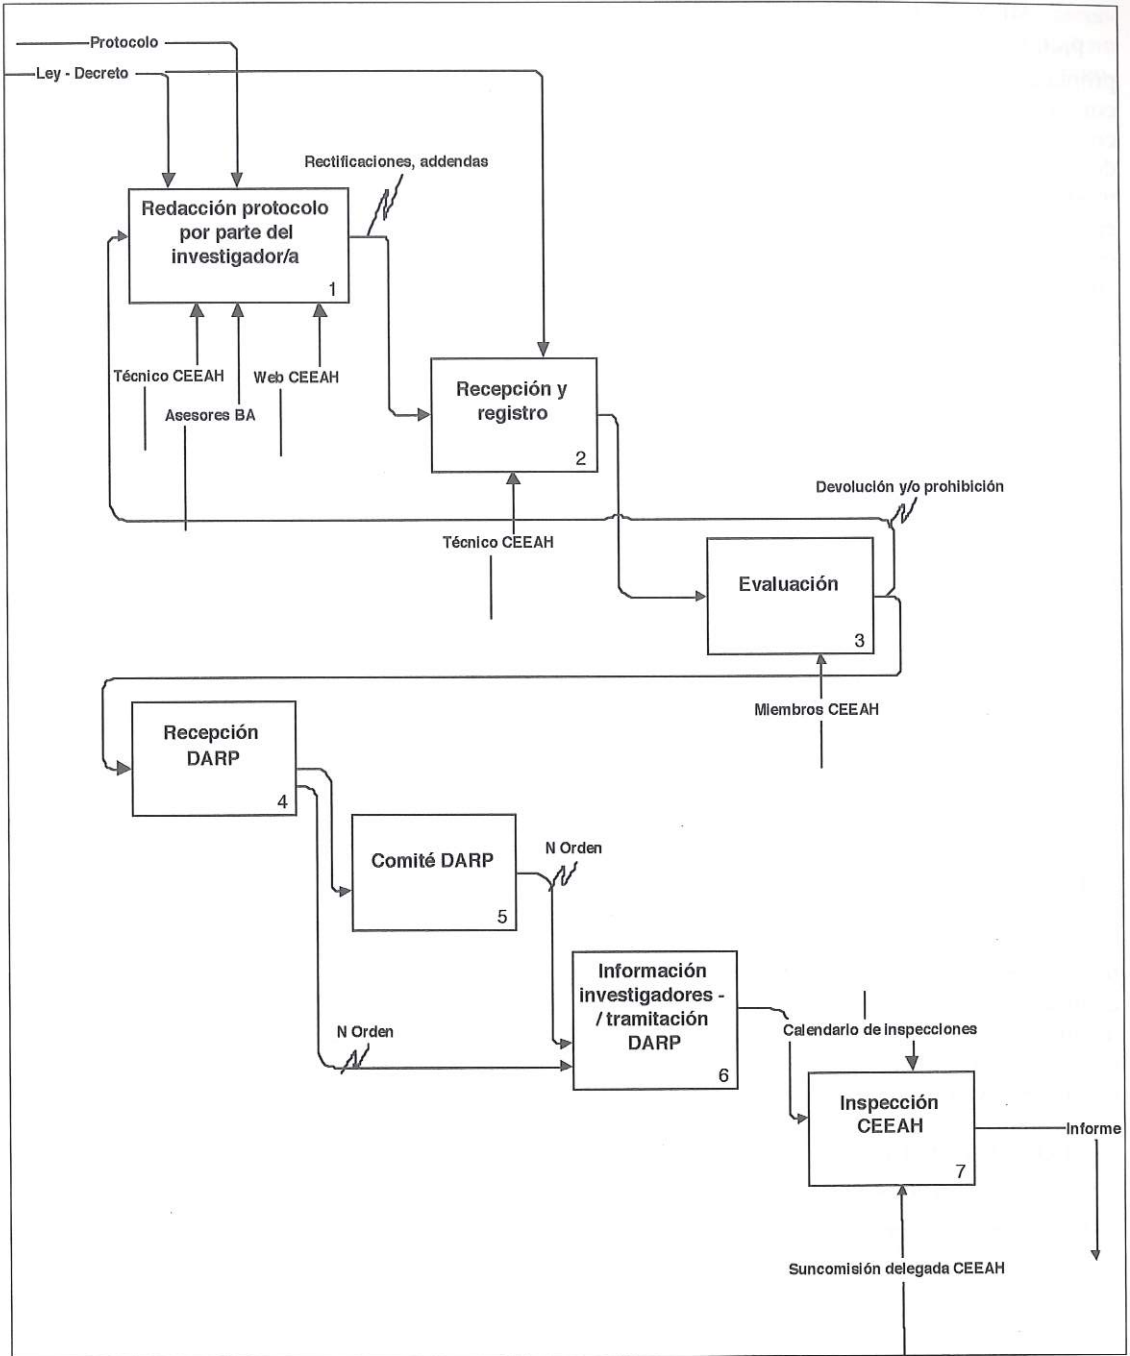 Protocolo
Ley - Decreto
Rectificaciones, addendas
Redacción protocolo
por parte del
investigador/a
1
Técnico CEEAH
Web CEEAH
Asesores BA
Recepción y
registro
2
Técnico CEEAH
Devolución y/o prohibición
Evaluación
3
Miembros CEEAH
Recepción
DARP
4
Comité DARP
5
N Orden
N Orden
Información
investigadores -
/ tramitación
DARP
6
Calendario de inspecciones
Inspección
CEEAH
7
Informe
Suncomisión delegada CEEAH